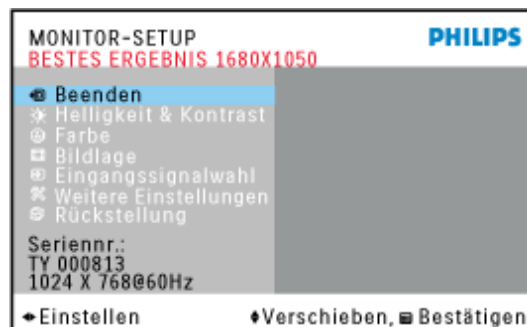 MONITOR-SETUP
PHILIPS
BESTES ERGEBNIS 1680X1050
Beenden
Helligkeit & Kontrast
Farbe
Bildlage
Eingangssignalwahl
Weitere Einstellungen
Rückstellung
Seriennr.:
TY 000813
1024 X 768@60Hz
Einstellen
Verschieben, Bestätigen